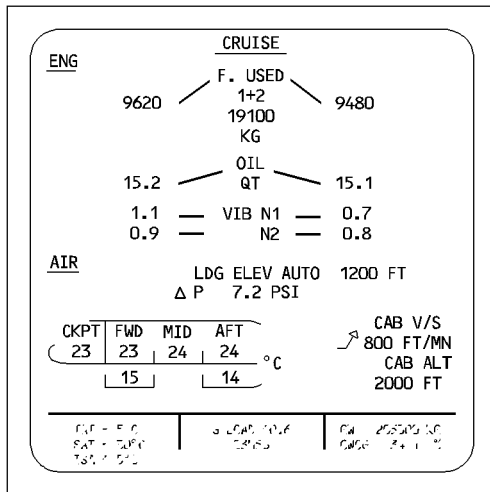 CRUISE
ENG
F. USED
9620 1+2 9480
19100
KG
OIL
15.2 QT 15.1
1.1 VIB N1 0.7
0.9 N2 0.8
AIR
LDG ELEV AUTO 1200 FT
Δ P 7.2 PSI
CAB V/S
800 FT/MN
CAB ALT
2000 FT
CKPT FWD MID AFT
23 23 24 24 °C
15 14